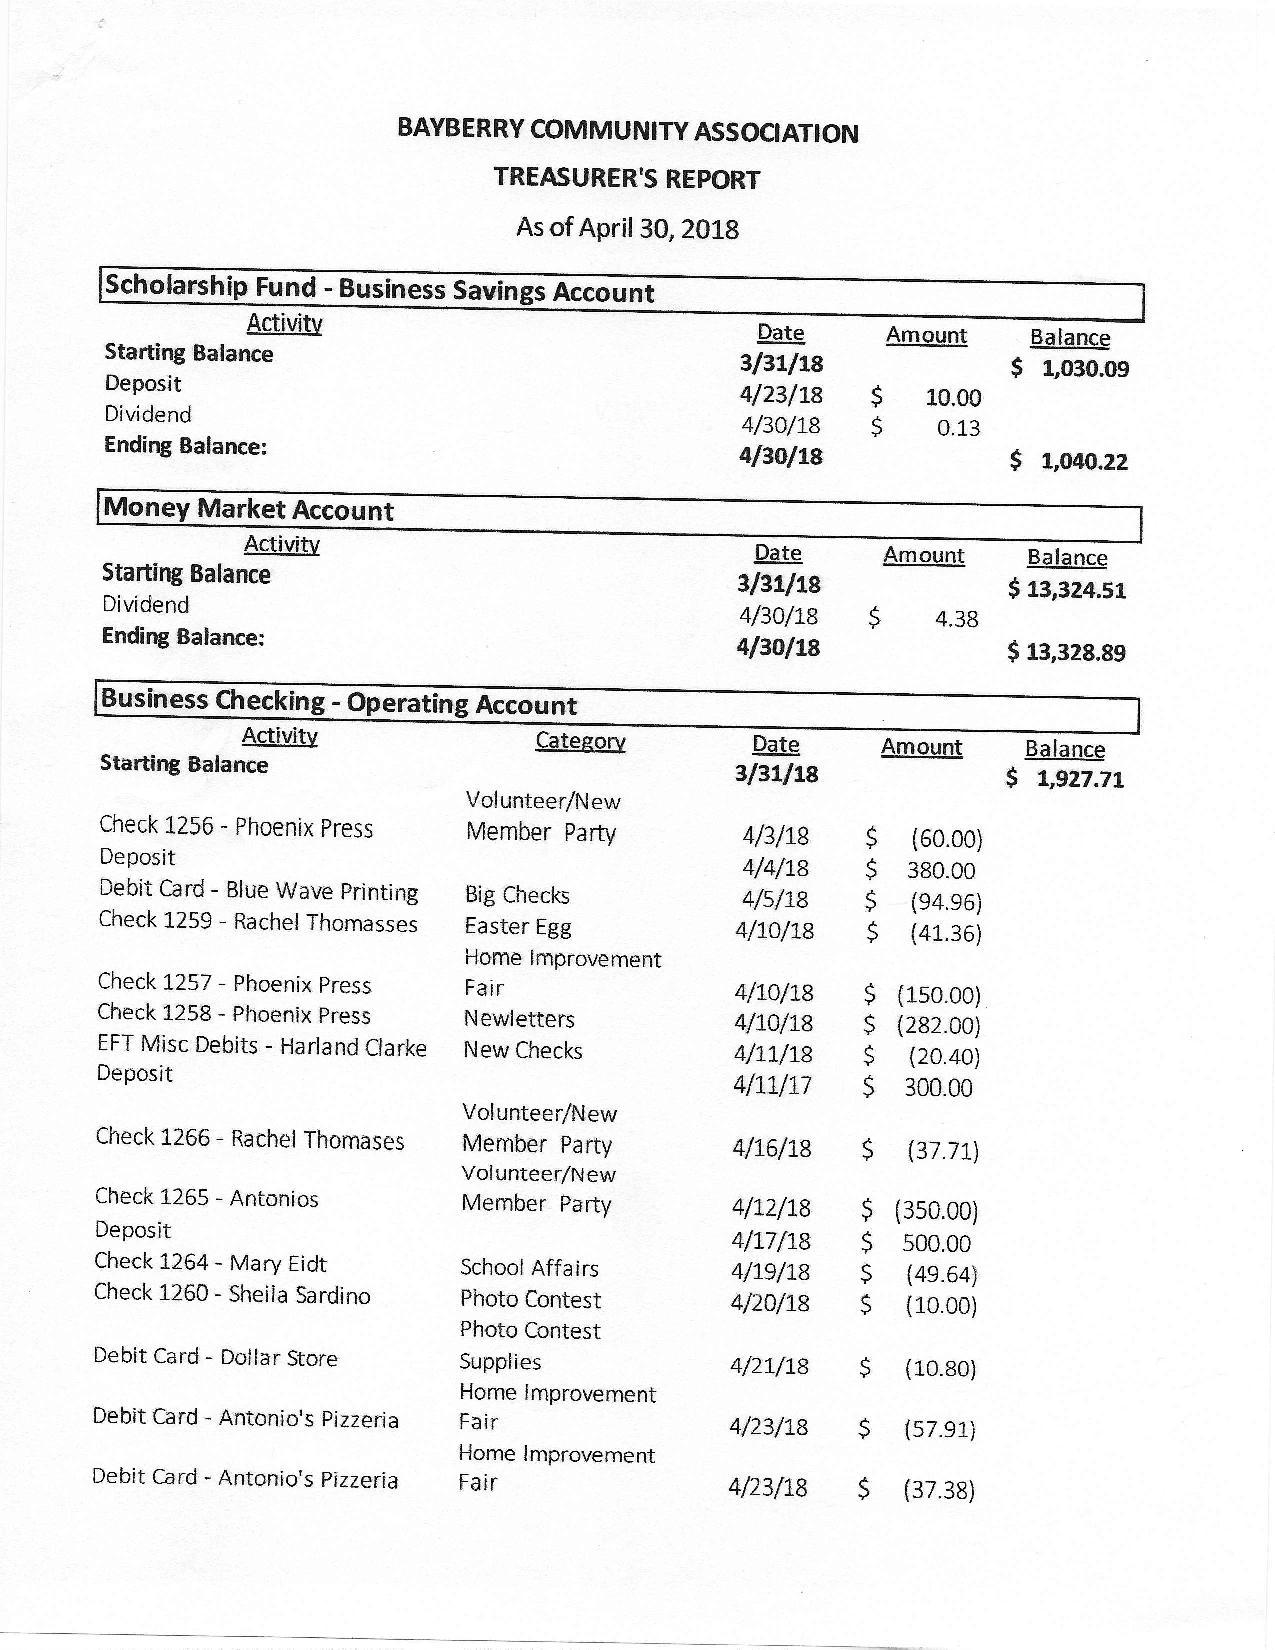 BAYBERRY COMMUNITY ASSOCIATION
TREASURER'S REPORT
As of April 30, 2018
Scholarship Fund - Business Savings Account
Activity Date Amount Balance
Starting Balance 3/31/18 $ 1,030.09
Deposit 4/23/18 $ 10.00
Dividend 4/30/18 $ 0.13
Ending Balance: 4/30/18 $ 1,040.22
Money Market Account
Activity Date Amount Balance
Starting Balance 3/31/18 $ 13,324.51
Dividend 4/30/18 $ 4.38
Ending Balance: 4/30/18 $ 13,328.89
Business Checking - Operating Account
Activity Category Date Amount Balance
Starting Balance 3/31/18 $ 1,927.71
Volunteer/New
Check 1256 - Phoenix Press Member Party 4/3/18 $ (60.00)
Deposit 4/4/18 $ 380.00
Debit Card - Blue Wave Printing Big Checks 4/5/18 $ (94.96)
Check 1259 - Rachel Thomasses Easter Egg 4/10/18 $ (41.36)
Home Improvement
Check 1257 - Phoenix Press Fair 4/10/18 $ (150.00)
Check 1258 - Phoenix Press Newletters 4/10/18 $ (282.00)
EFT Misc Debits - Harland Clarke New Checks 4/11/18 $ (20.40)
Deposit 4/11/17 $ 300.00
Volunteer/New
Check 1266 - Rachel Thomases Member Party 4/16/18 $ (37.71)
Volunteer/New
Check 1265 - Antonios Member Party 4/12/18 $ (350.00)
Deposit 4/17/18 $ 500.00
Check 1264 - Mary Eidt School Affairs 4/19/18 $ (49.64)
Check 1260 - Sheila Sardino Photo Contest 4/20/18 $ (10.00)
Photo Contest
Debit Card - Dollar Store Supplies 4/21/18 $ (10.80)
Home Improvement
Debit Card - Antonio's Pizzeria Fair 4/23/18 $ (57.91)
Home Improvement
Debit Card - Antonio's Pizzeria Fair 4/23/18 $ (37.38)